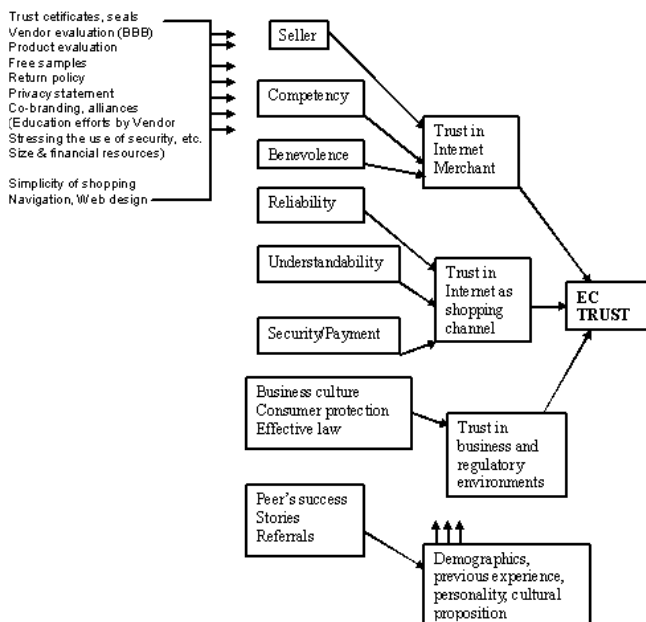 Trust cetificates, seals
Vendor evaluation (BBB)
Product evaluation
Free samples
Return policy
Privacy statement
Co-branding, alliances
(Education efforts by Vendor
Stressing the use of security, etc.
Size & financial resources)
Simplicity of shopping
Navigation, Web design
Seller
Competency
Benevolence
Reliability
Understandability
Security/Payment
Trust in
Internet
Merchant
Trust in
Internet as
shopping
channel
EC
TRUST
Business culture
Consumer protection
Effective law
Trust in
business and
regulatory
environments
Peer's success
Stories
Referrals
Demographics,
previous experience,
personality, cultural
proposition